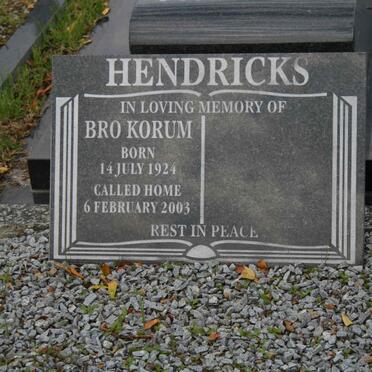 HENDRICKS
IN LOVING MEMORY OF
BRO KORUM
BORN
14 JULY 1924
CALLED HOME
6 FEBRUARY 2003
REST IN PEACE